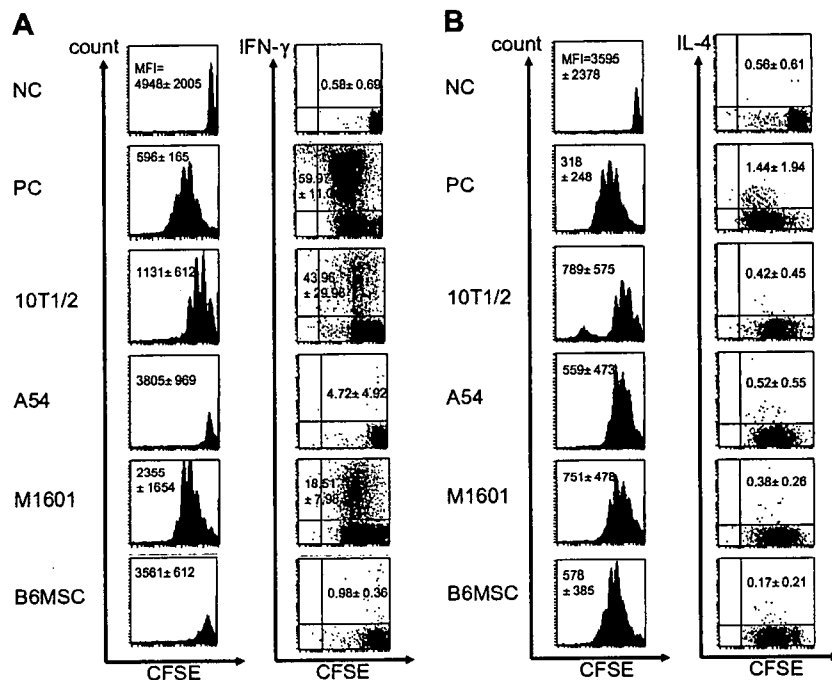 A
count
IFN-γ
NC
MFI=
4948± 2005
0.58± 0.69
PC
596± 165
59.97
± 11.0
10T1/2
1131± 612
43.96
± 29.96
A54
3805± 969
4.72± 4.92
M1601
2355
± 1654
18.51
± 7.98
B6MSC
3561± 612
0.98± 0.36
CFSE
CFSE
B
count
IL-4
NC
MFI=3595
± 2378
0.56± 0.61
PC
318
± 248
1.44± 1.94
10T1/2
789± 575
0.42± 0.45
A54
559± 473
0.52± 0.55
M1601
751± 478
0.38± 0.26
B6MSC
578
± 385
0.17± 0.21
CFSE
CFSE